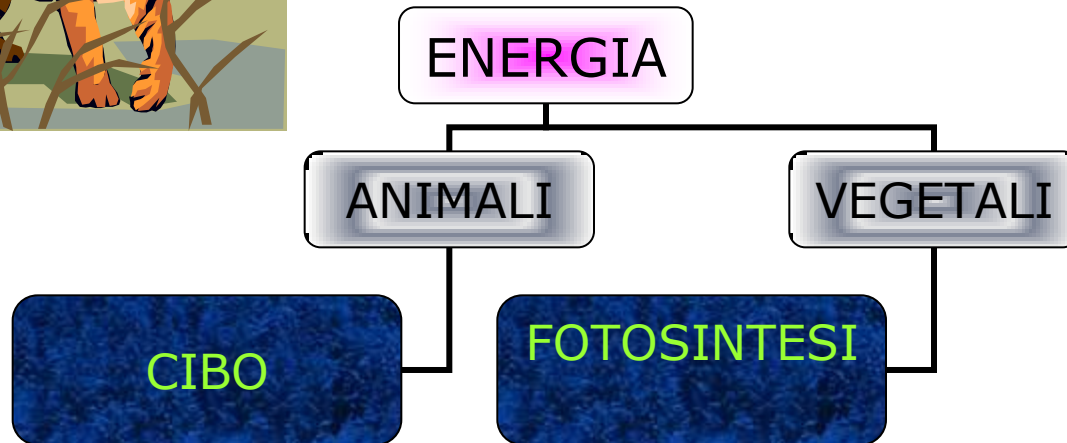 ENERGIA
ANIMALI
VEGETALI
CIBO
FOTOSINTESI